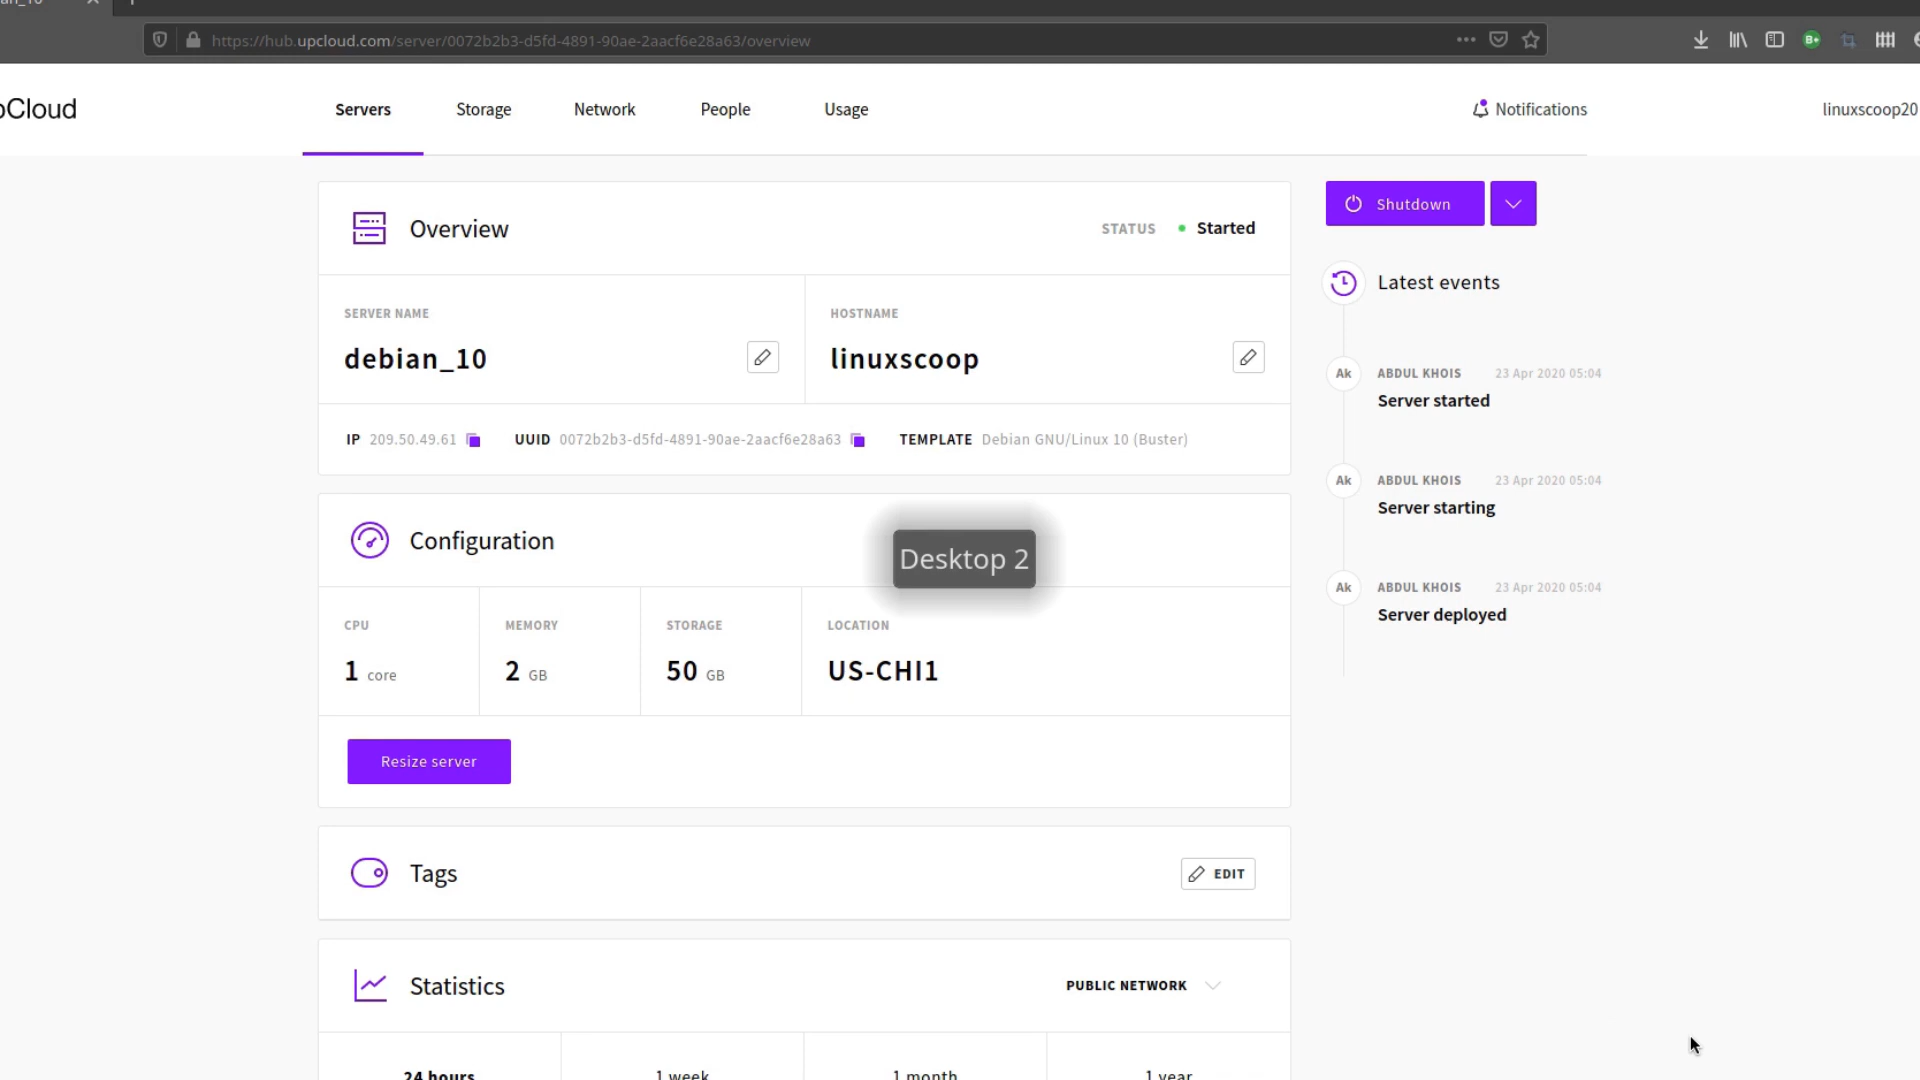 https://hub.upcloud.com/server/0072b2b3-d5fd-4891-90ae-2aacf6e28a63/overview
B+
pCloud
Servers
Storage
Network
People
Usage
Notifications
linuxscoop20
Overview
STATUS
Started
SERVER NAME
debian_10
HOSTNAME
linuxscoop
IP 209.50.49.61
UUID 0072b2b3-d5fd-4891-90ae-2aacf6e28a63
TEMPLATE Debian GNU/Linux 10 (Buster)
Configuration
Desktop 2
CPU
1 core
MEMORY
2 GB
STORAGE
50 GB
LOCATION
US-CHI1
Resize server
Tags
EDIT
Statistics
PUBLIC NETWORK
24 hours
1 week
1 month
1 year
Shutdown
Latest events
Ak
ABDUL KHOIS 23 Apr 2020 05:04
Server started
Ak
ABDUL KHOIS 23 Apr 2020 05:04
Server starting
Ak
ABDUL KHOIS 23 Apr 2020 05:04
Server deployed